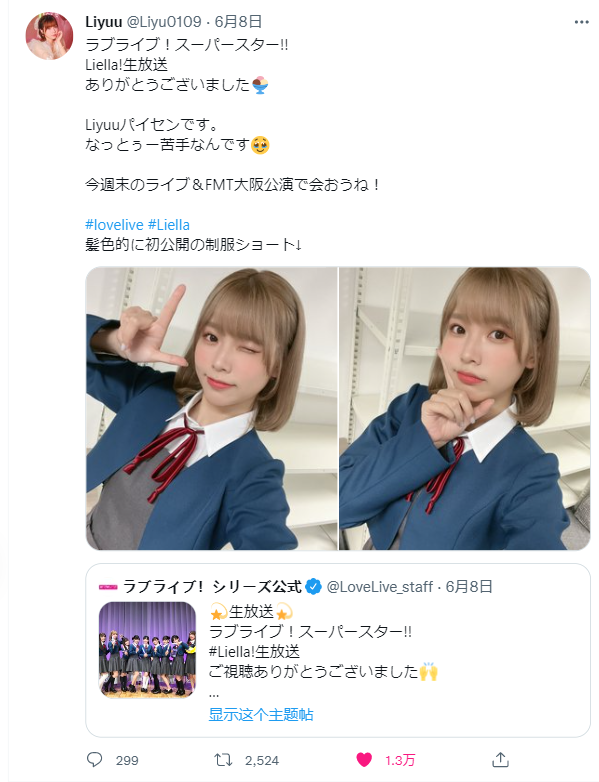 Liyuu @Liyu0109 · 6月8日
ラブライブ！スーパースター!!
Liella!生放送
ありがとうございました🍨
Liyuuパイセンです。
なっとぅー苦手なんです🥹
今週末のライブ＆FMT大阪公演で会おうね！
#lovelive #Liella
髪色的に初公開の制服ショート↓
ラブライブ！シリーズ公式 @LoveLive_staff · 6月8日
💫生放送💫
ラブライブ！スーパースター!!
#Liella!生放送
ご視聴ありがとうございました🙌
...
显示这个主题帖
299 2,524 1.3万